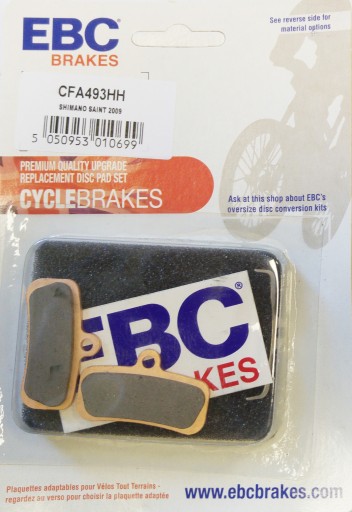 EBC
BRAKES
See reverse side for
material options
CFA493HH
SHIMANO SAINT 2009
5 050953 010699
PREMIUM QUALITY UPGRADE
REPLACEMENT DISC PAD SET
CYCLEBRAKES
Ask at this shop about EBC's
oversize disc conversion kits
EBC
RAKES
Plaquettes adaptables pour Vélos Tout Terrains -
regardez au verso pour choisir la plaquette adaptée
www.ebcbrakes.com